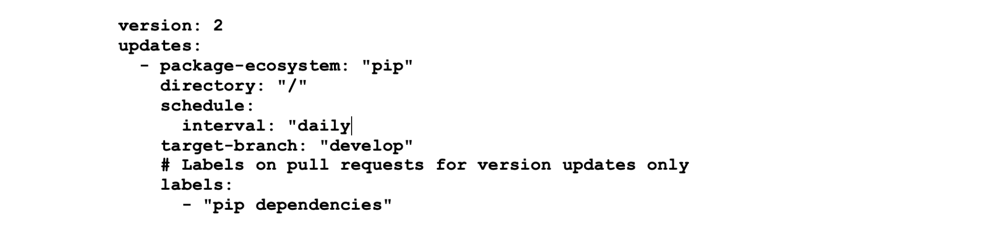 version: 2
updates:
  - package-ecosystem: "pip"
    directory: "/"
    schedule:
      interval: "daily
    target-branch: "develop"
    # Labels on pull requests for version updates only
    labels:
      - "pip dependencies"